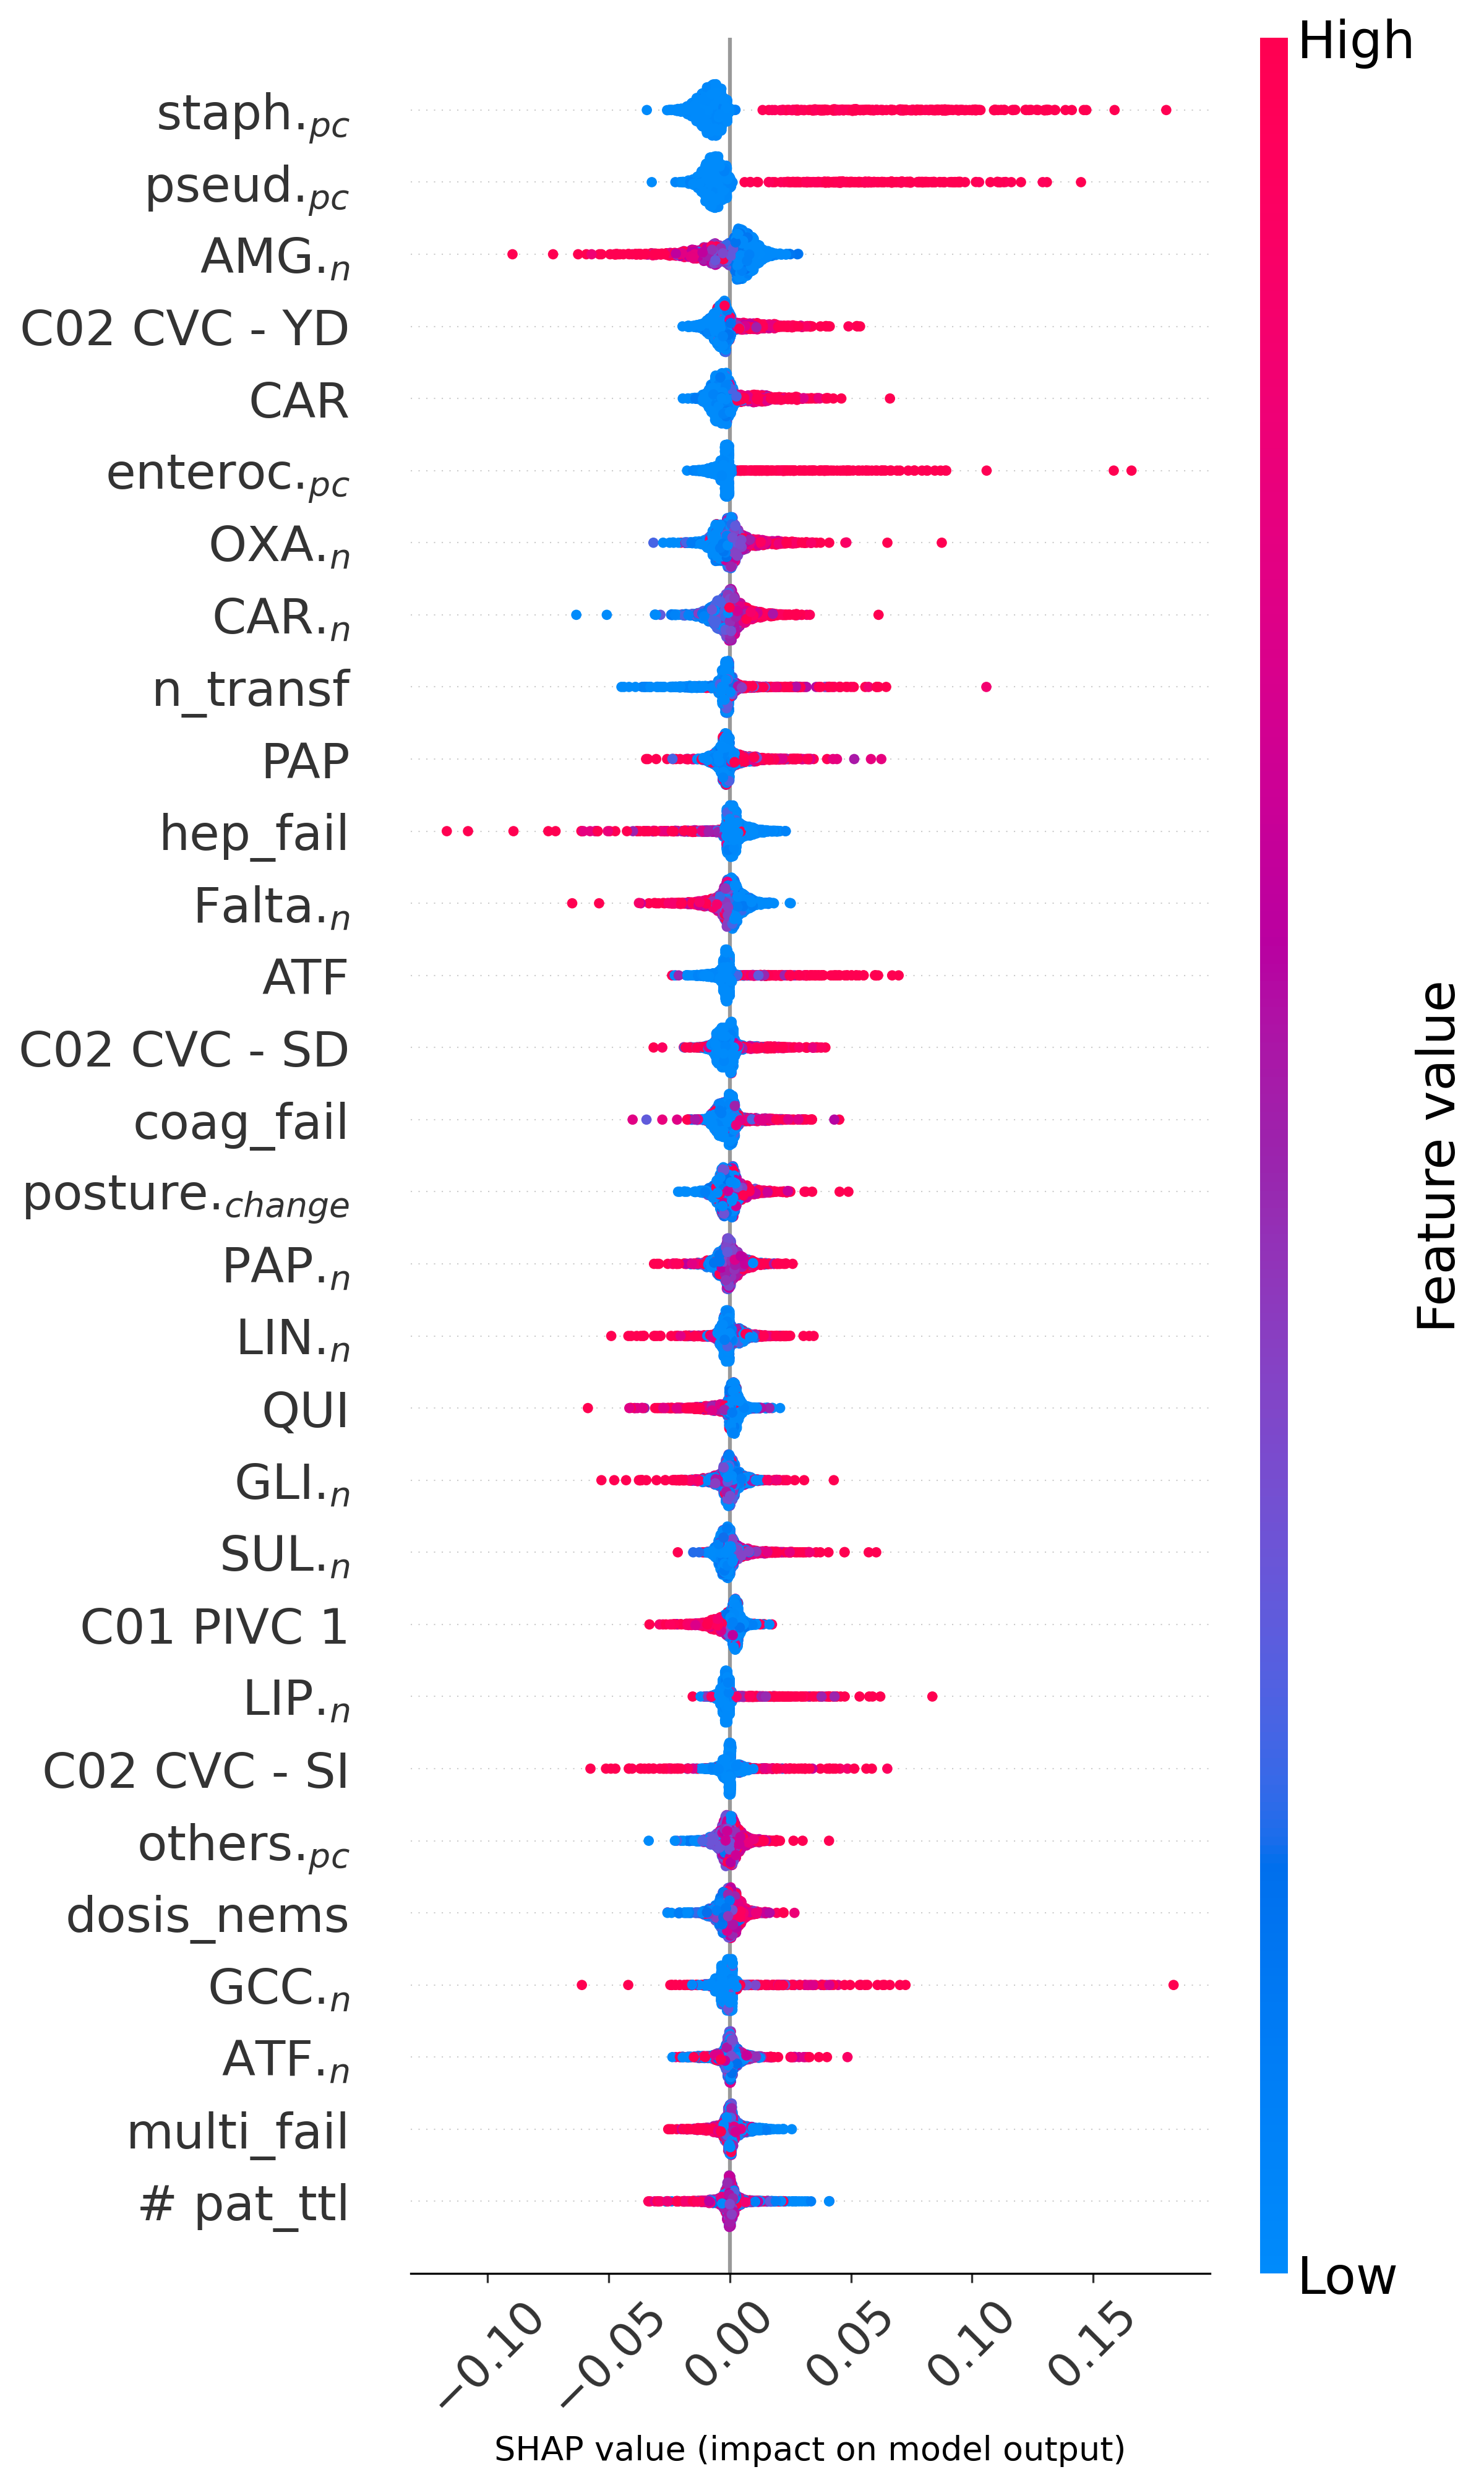 High
staph.pc
pseud.pc
AMG.n
C02 CVC - YD
CAR
enteroc.pc
OXA.n
CAR.n
n_transf
PAP
hep_fail
Falta.n
ATF
C02 CVC - SD
coag_fail
posture.change
PAP.n
LIN.n
QUI
GLI.n
SUL.n
C01 PIVC 1
LIP.n
C02 CVC - SI
others.pc
dosis_nems
GCC.n
ATF.n
multi_fail
# pat_ttl
Feature value
Low
−0.10 −0.05 0.00 0.05 0.10 0.15
SHAP value (impact on model output)